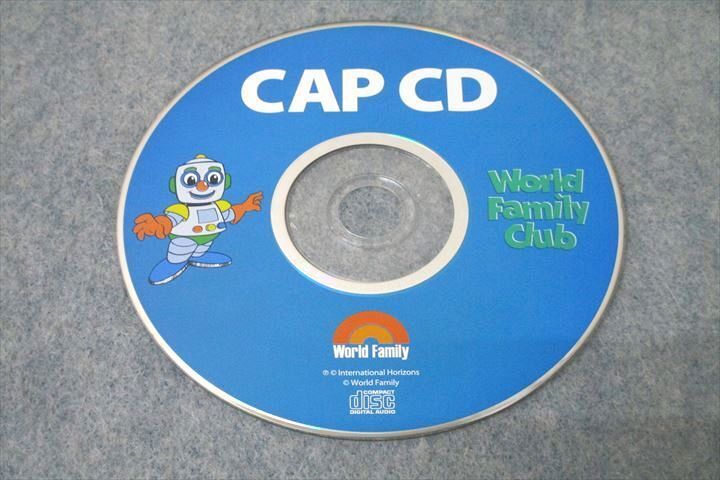 CAP CD
World
Family
Club
World Family
℗ © International Horizons
© World Family
COMPACT
disc
DIGITAL AUDIO